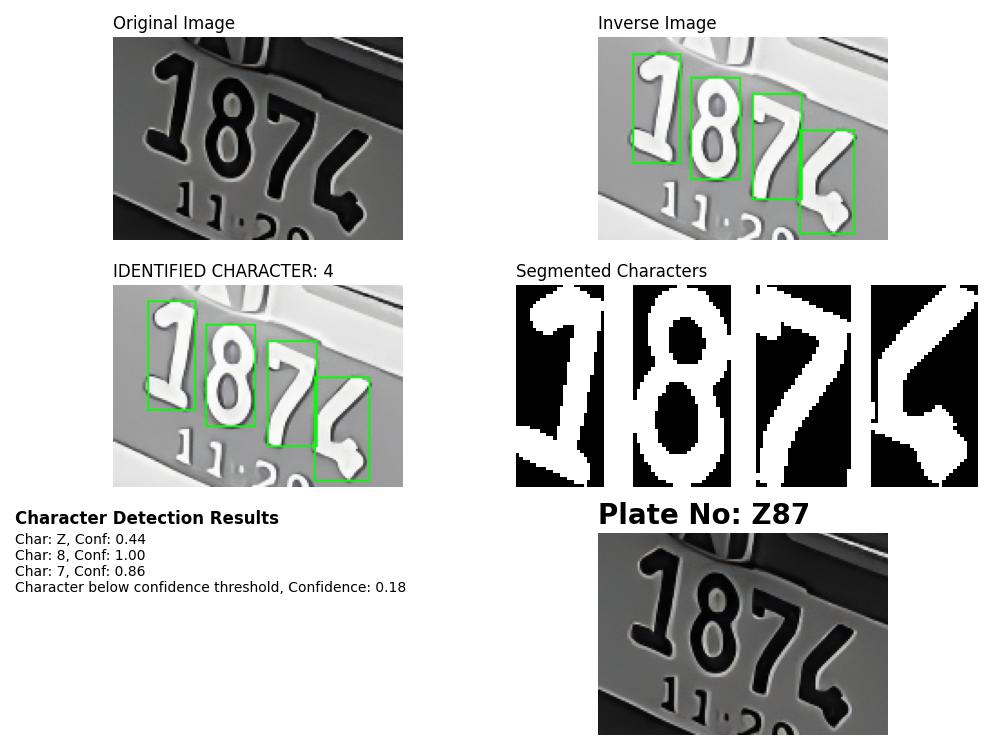 Original Image
1874
Inverse Image
1874
IDENTIFIED CHARACTER: 4
1874
Segmented Characters
1874
Character Detection Results
Char: Z, Conf: 0.44
Char: 8, Conf: 1.00
Char: 7, Conf: 0.86
Character below confidence threshold, Confidence: 0.18
Plate No: Z87
1874